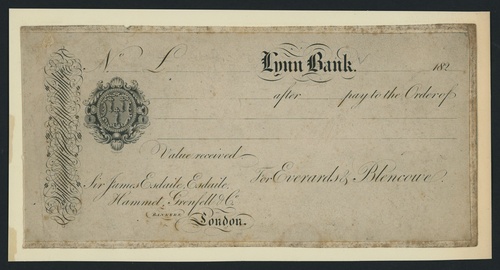 No £ Lynn Bank. 182
after pay to the Order of
Value received
Sir James Esdaile, Esdaile, For Everards & Blencowe
Hammet, Grenfell & Co.
London.